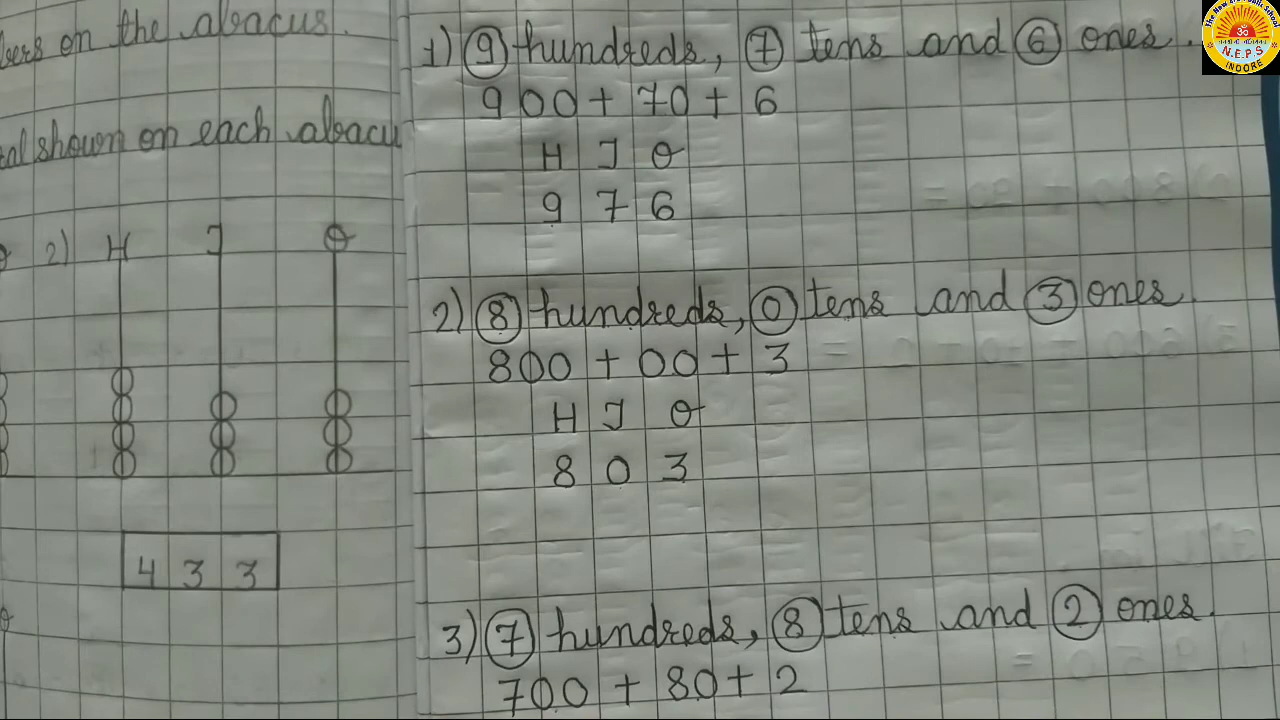 bers on the abacus.
shown on each abacu
2) H T O
4 3 3
1) 9 hundreds, 7 tens and 6 ones.
900 + 70 + 6
H T O
9 7 6
2) 8 hundreds, 0 tens and 3 ones.
800 + 00 + 3
H T O
8 0 3
3) 7 hundreds, 8 tens and 2 ones.
700 + 80 + 2
30
N.E.P.S
INDORE